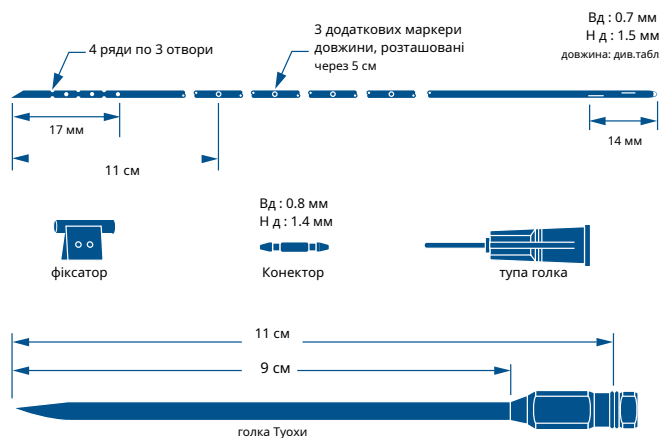 4 ряди по 3 отвори
3 додаткових маркери
довжини, розташовані
через 5 см
Вд : 0.7 мм
Н д : 1.5 мм
довжина: див.табл
17 мм
14 мм
11 см
Вд : 0.8 мм
Н д : 1.4 мм
фіксатор
Конектор
тупа голка
11 см
9 см
голка Туохи